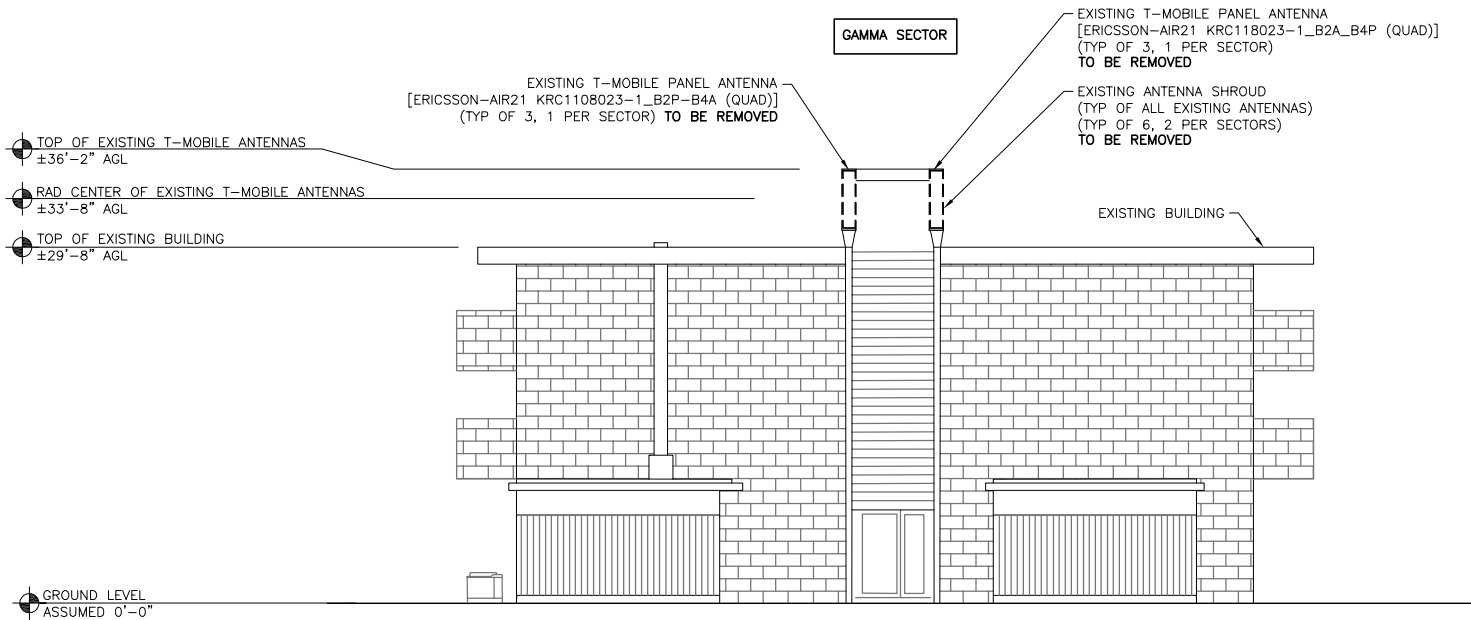 GAMMA SECTOR
EXISTING T-MOBILE PANEL ANTENNA
[ERICSSON-AIR21 KRC118023-1_B2A_B4P (QUAD)]
(TYP OF 3, 1 PER SECTOR)
TO BE REMOVED
EXISTING T-MOBILE PANEL ANTENNA
[ERICSSON-AIR21 KRC1108023-1_B2P-B4A (QUAD)]
(TYP OF 3, 1 PER SECTOR) TO BE REMOVED
EXISTING ANTENNA SHROUD
(TYP OF ALL EXISTING ANTENNAS)
(TYP OF 6, 2 PER SECTORS)
TO BE REMOVED
TOP OF EXISTING T-MOBILE ANTENNAS
±36'-2" AGL
RAD CENTER OF EXISTING T-MOBILE ANTENNAS
±33'-8" AGL
EXISTING BUILDING
TOP OF EXISTING BUILDING
±29'-8" AGL
GROUND LEVEL
ASSUMED 0'-0"